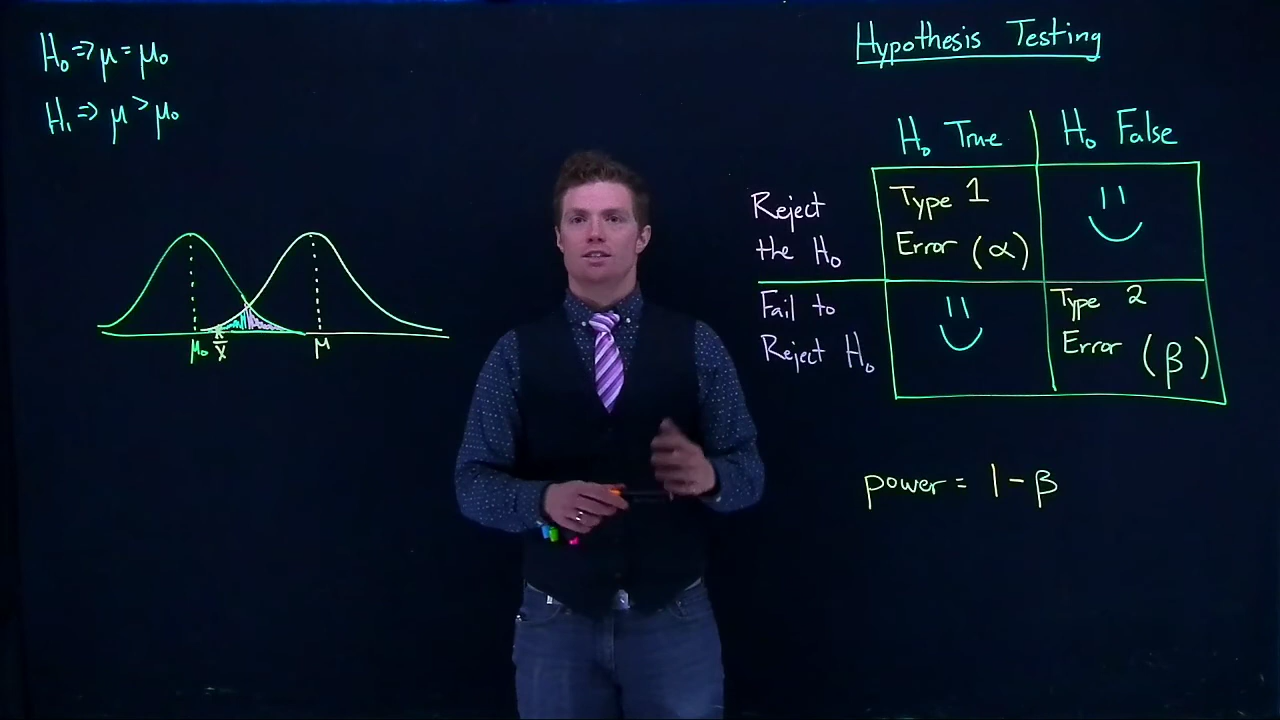 H₀ ⇒ μ = μ₀
H₁ ⇒ μ > μ₀
μ₀ x̄ μ
Hypothesis Testing
H₀ True H₀ False
Reject
the H₀
Type 1
Error (α)
Fail to
Reject H₀
Type 2
Error (β)
power = 1 - β